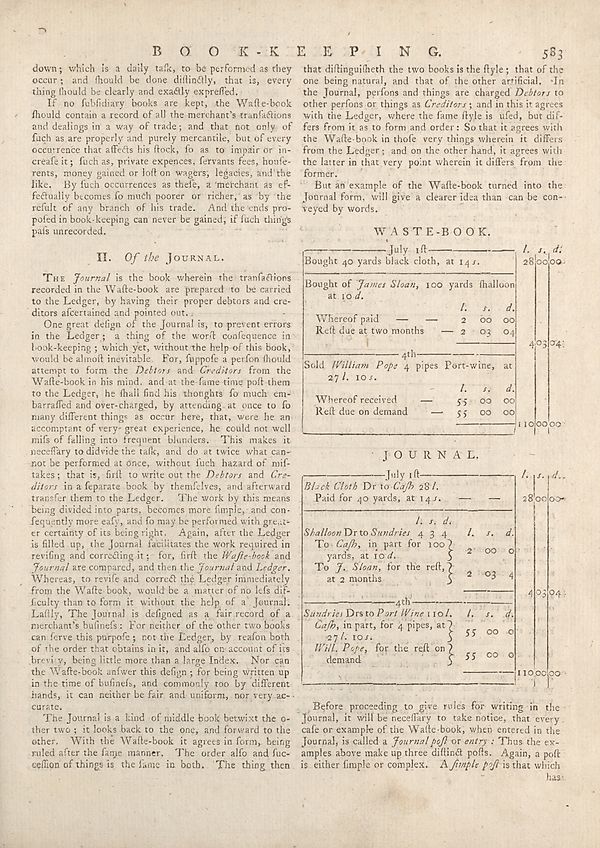 BOOK-KEEPING. 583
down; which is a daily taſk, to be performed as they
occur; and ſhould be done diſtinctly, that is, every
thing ſhould be clearly and exactly expreſſed.
If no ſubſidiary books are kept, the Waſte-book
ſhould contain a record of all the merchant's tranſactions
and dealings in a way of trade; and that not only of
ſuch as are properly and purely mercantile, but of every
occurrence that affects his ſtock, ſo as to impair or in-
creaſe it; ſuch as, private expences, ſervants fees, houſe-
rents, money gained or loſt on wagers, legacies, and the
like. By ſuch occurrences as theſe, a merchant as ef-
fectually becomes ſo much poorer or richer, as by the
reſult of any branch of his trade. And the ends pro-
poſed in book-keeping can never be gained, if ſuch things
paſs unrecorded.
II. Of the JOURNAL.
THE Journal is the book wherein the tranſactions
recorded in the Waſte-book are prepared to be carried
to the Ledger, by having their proper debtors and cre-
ditors aſcertained and pointed out.
One great deſign of the Journal is, to prevent errors
in the Ledger; a thing of the worſt conſequence in
book-keeping; which yet, without the help of this book,
would be almoſt inevitable. For, ſuppoſe a perſon ſhould
attempt to form the Debtors and Creditors from the
Waſte-book in his mind, and at the ſame time poſt them
to the Ledger, he ſhall find his thoughts ſo much em-
barraſſed and over-charged, by attending at once to ſo
many different things as occur here, that, were he an
accomptant of very great experience, he could not well
miſs of falling into frequent blunders. This makes it
neceſſary to didvide the taſk, and do at twice what can-
not be performed at once, without ſuch hazard of miſ-
takes; that is, firſt to write out the Debtors and Cre-
ditors in a ſeparate book by themſelves, and afterward
transfer them to the Ledger. The work by this means
being divided into parts, becomes more ſimple, and con-
ſequently more eaſy, and ſo may be performed with great-
er certainty of its being right. Again, after the Ledger
is filled up, the Journal facilitates the work required in
reviſing and correcting it; for, firſt the Waſte-book and
Journal are compared, and then the Journal and Ledger.
Whereas, to reviſe and correct the Ledger immediately
from the Waſte book, would be a matter of no leſs dif-
ficulty than to form it without the help of a Journal.
Laſtly, The Journal is deſigned as a fair record of a
merchant's buſineſs: For neither of the other two books
can ſerve this purpoſe; not the Ledger, by reaſon both
of the order that obtains in it, and alſo on account of its
brevity, being little more than a large Index. Nor can
the Waſte-book anſwer this deſign; for being written up
in the time of buſineſs, and commonly too by different
hands, it can neither be fair and uniform, nor very ac-
curate.
The Journal is a kind of middle book betwixt the o-
ther two; it looks back to the one, and forward to the
other. With the Waſte-book it agrees in form, being
ruled after the ſame manner. The order alſo and ſuc-
ceſſion of things is the ſame in both. The thing then
that diſtinguiſheth the two books is the ſtyle; that of the
one being natural, and that of the other artificial. In
the Journal, perſons and things are charged Debtors to
other perſons or things as Creditors; and in this it agrees
with the Ledger, where the ſame ſtyle is uſed, but dif-
fers from it as to form and order: So that it agrees with
the Waſte-book in thoſe very things wherein it differs
from the Ledger; and on the other hand, it agrees with
the latter in that very point wherein it differs from the
former.
But an example of the Waſte-book turned into the
Journal form, will give a clearer idea than can be con-
veyed by words.
WASTE-BOOK.
July 1ſt l. s. d.
Bought 40 yards black cloth, at 14 s. 28 00 00
Bought of James Sloan, 100 yards ſhalloon
at 10 d.
l. s. d.
Whereof paid — — 2 00 00
Reſt due at two months — 2 03 04
4 03 04
4th
Sold William Pope 4 pipes Port-wine, at
27 l. 10 s.
l. s. d.
Whereof received — 55 00 00
Reſt due on demand — 55 00 00
110 00 00
JOURNAL.
July 1ſt l. s. d.
Black Cloth Dr to Caſh 28 l.
Paid for 40 yards, at 14 s. — — 28 00 00
l. s. d.
Shalloon Dr to Sundries 4 3 4 l. s. d.
To Caſh, in part for 100
yards, at 10 d. } 2 00 0
To J. Sloan, for the reſt,
at 2 months } 2 03 4
4 03 04
4th
Sundries Drs to Port Wine 110 l. l. s. d.
Caſh, in part, for 4 pipes, at
27 l. 10 s. } 55 00 0
Will. Pope, for the reſt on
demand } 55 00 0
110 00 00
Before proceeding to give rules for writing in the
Journal, it will be neceſſary to take notice, that every
caſe or example of the Waſte-book, when entered in the
Journal, is called a Journal poſt or entry: Thus the ex-
amples above make up three diſtinct poſts. Again, a poſt
is either ſimple or complex. A ſimple poſt is that which
has